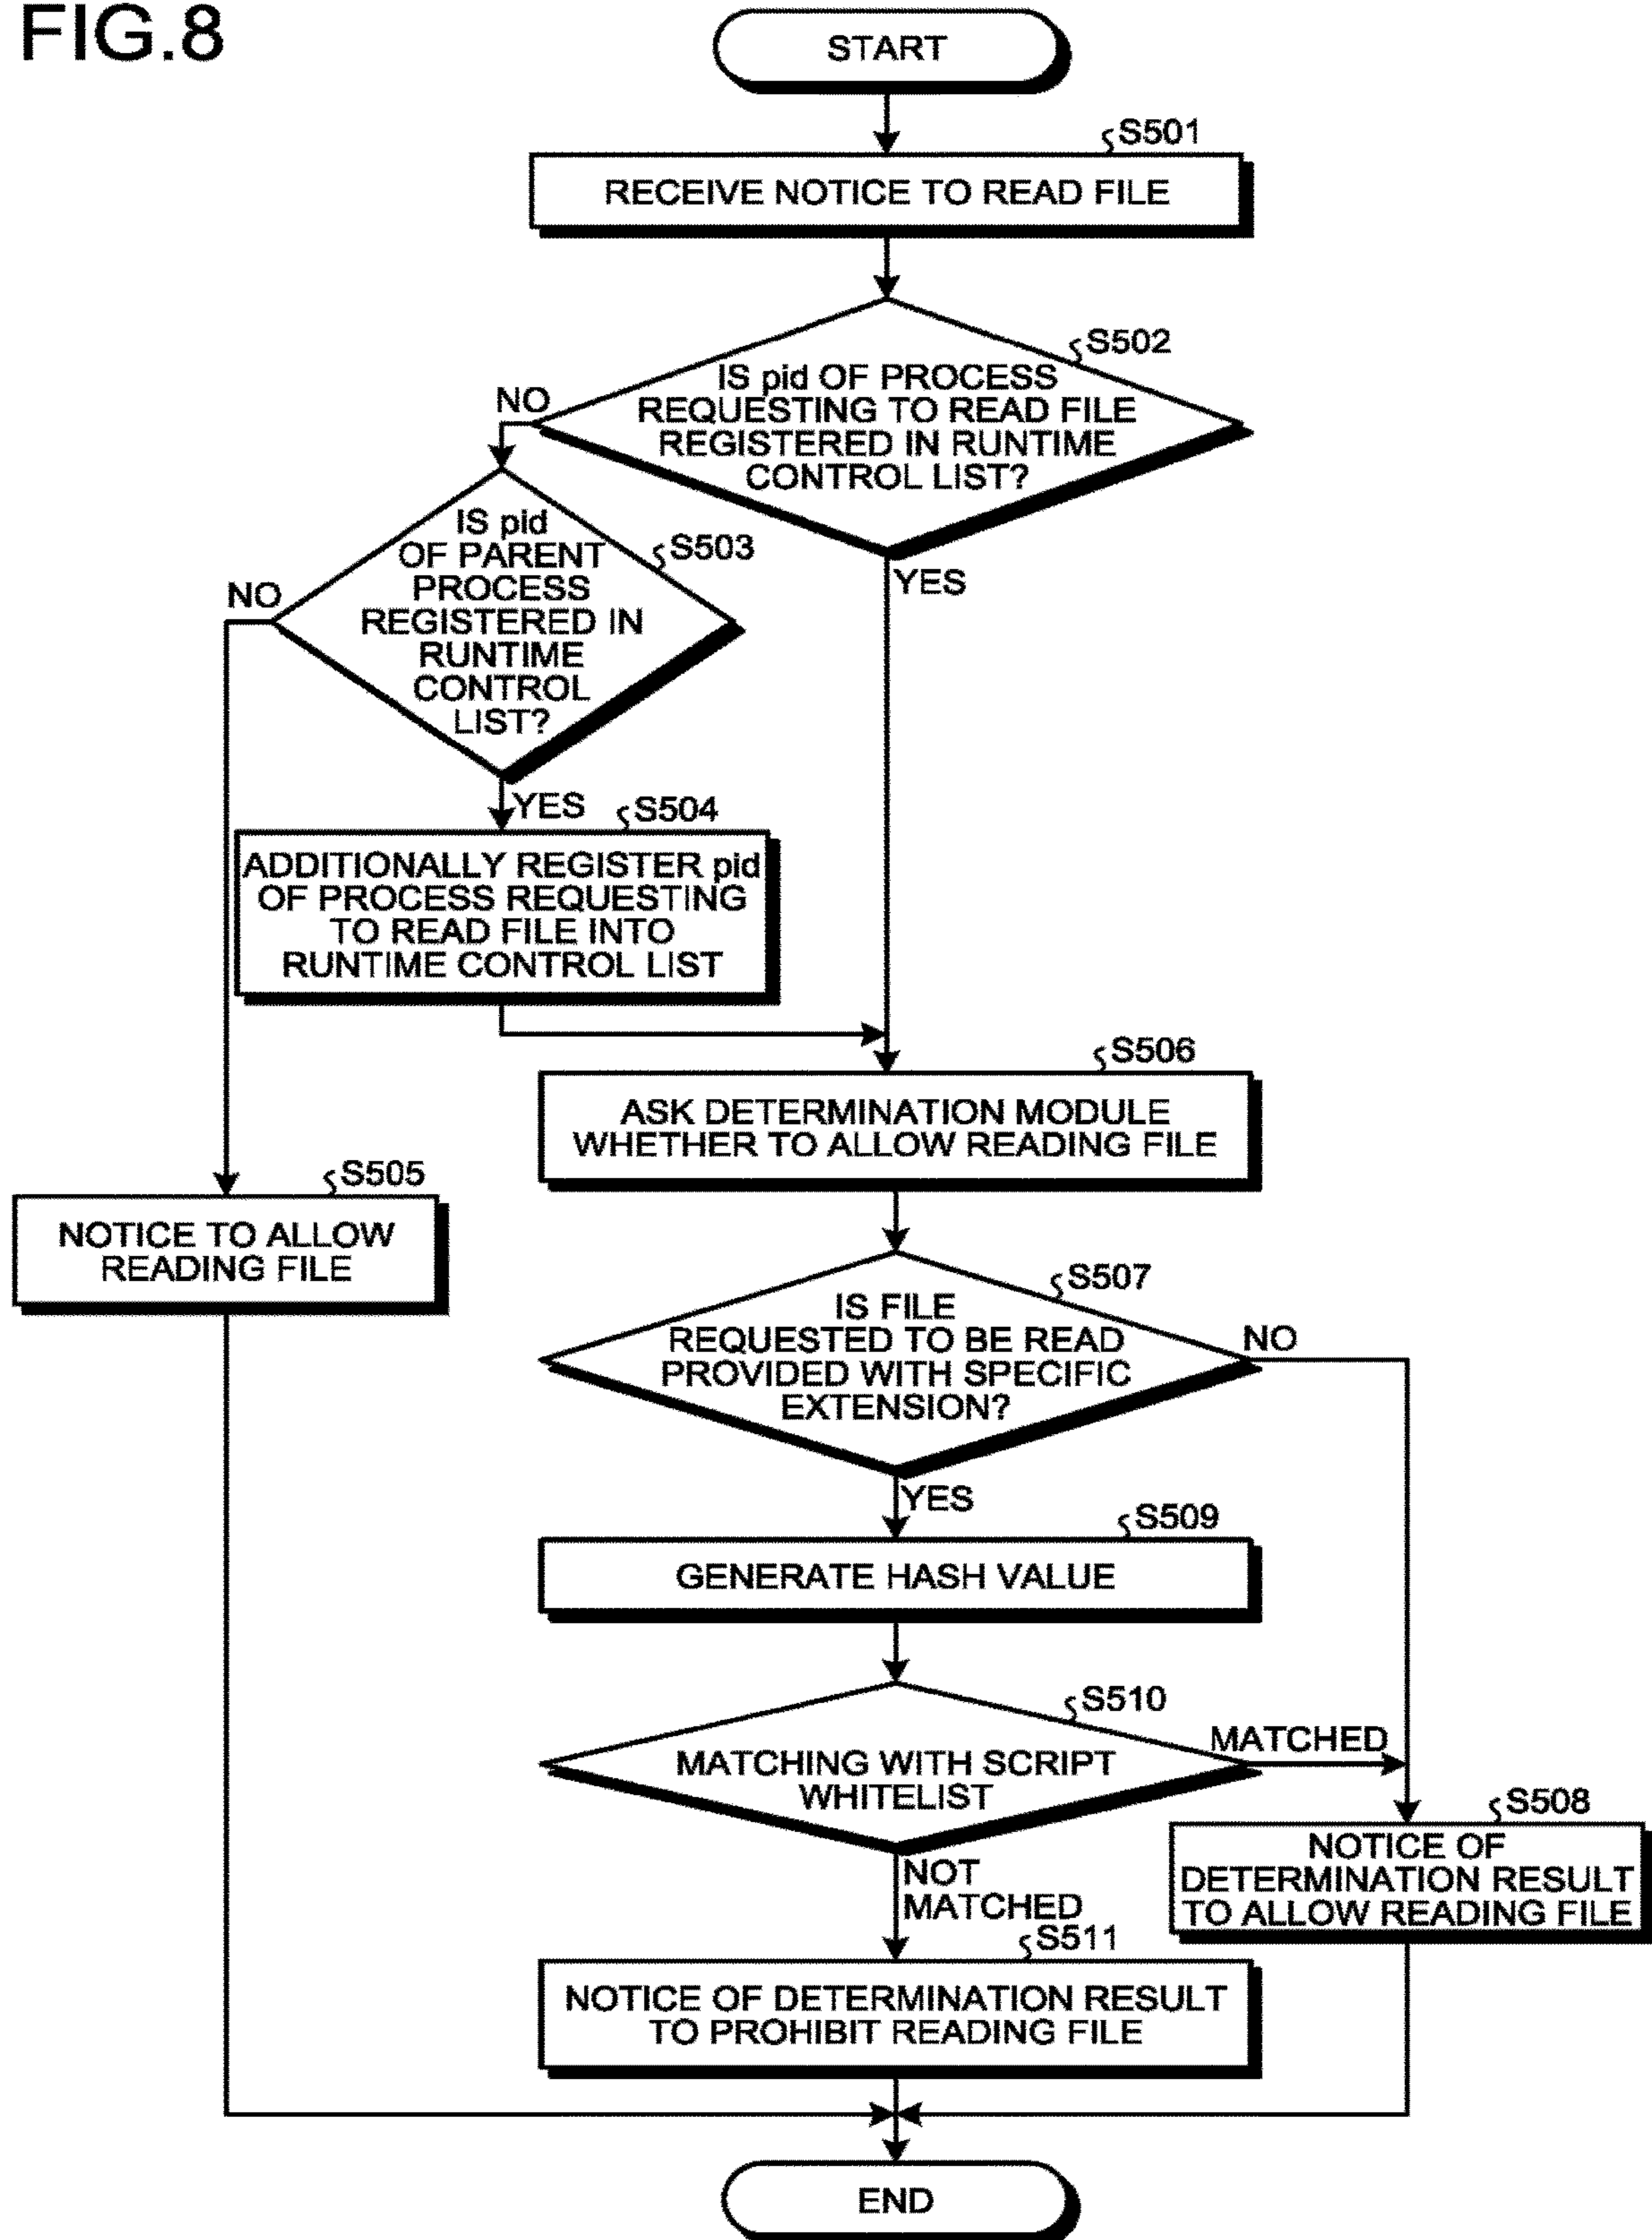 FIG.8
START
S501
RECEIVE NOTICE TO READ FILE
S502
IS pid OF PROCESS
REQUESTING TO READ FILE
REGISTERED IN RUNTIME
CONTROL LIST?
NO
YES
S503
IS pid
OF PARENT
PROCESS
REGISTERED IN
RUNTIME
CONTROL
LIST?
NO
YES
S504
ADDITIONALLY REGISTER pid
OF PROCESS REQUESTING
TO READ FILE INTO
RUNTIME CONTROL LIST
S506
ASK DETERMINATION MODULE
WHETHER TO ALLOW READING FILE
S505
NOTICE TO ALLOW
READING FILE
S507
IS FILE
REQUESTED TO BE READ
PROVIDED WITH SPECIFIC
EXTENSION?
NO
YES
S509
GENERATE HASH VALUE
S510
MATCHING WITH SCRIPT
WHITELIST
MATCHED
NOT
MATCHED
S508
NOTICE OF
DETERMINATION RESULT
TO ALLOW READING FILE
S511
NOTICE OF DETERMINATION RESULT
TO PROHIBIT READING FILE
END